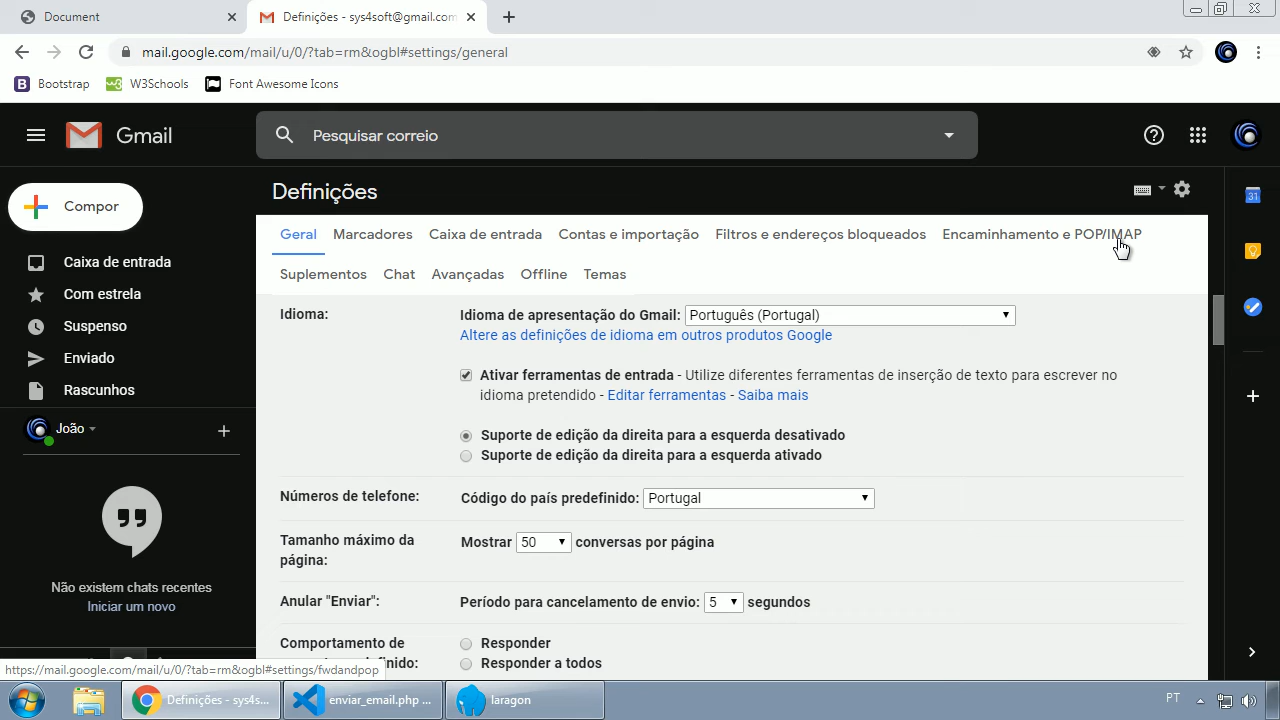 Document
Definições - sys4soft@gmail.com
mail.google.com/mail/u/0/?tab=rm&ogbl#settings/general
Bootstrap
W3Schools
Font Awesome Icons
Gmail
Pesquisar correio
Compor
Caixa de entrada
Com estrela
Suspenso
Enviado
Rascunhos
João
Não existem chats recentes
Iniciar um novo
Definições
Geral Marcadores Caixa de entrada Contas e importação Filtros e endereços bloqueados Encaminhamento e POP/IMAP
Suplementos Chat Avançadas Offline Temas
Idioma: Idioma de apresentação do Gmail: Português (Portugal)
Altere as definições de idioma em outros produtos Google
Ativar ferramentas de entrada - Utilize diferentes ferramentas de inserção de texto para escrever no
idioma pretendido - Editar ferramentas - Saiba mais
Suporte de edição da direita para a esquerda desativado
Suporte de edição da direita para a esquerda ativado
Números de telefone: Código do país predefinido: Portugal
Tamanho máximo da
página:
Mostrar 50 conversas por página
Anular "Enviar": Período para cancelamento de envio: 5 segundos
Comportamento de
Responder
Responder a todos
31
https://mail.google.com/mail/u/0/?tab=rm&ogbl#settings/fwdandpop
Definições - sys4s...
enviar_email.php ...
laragon
PT